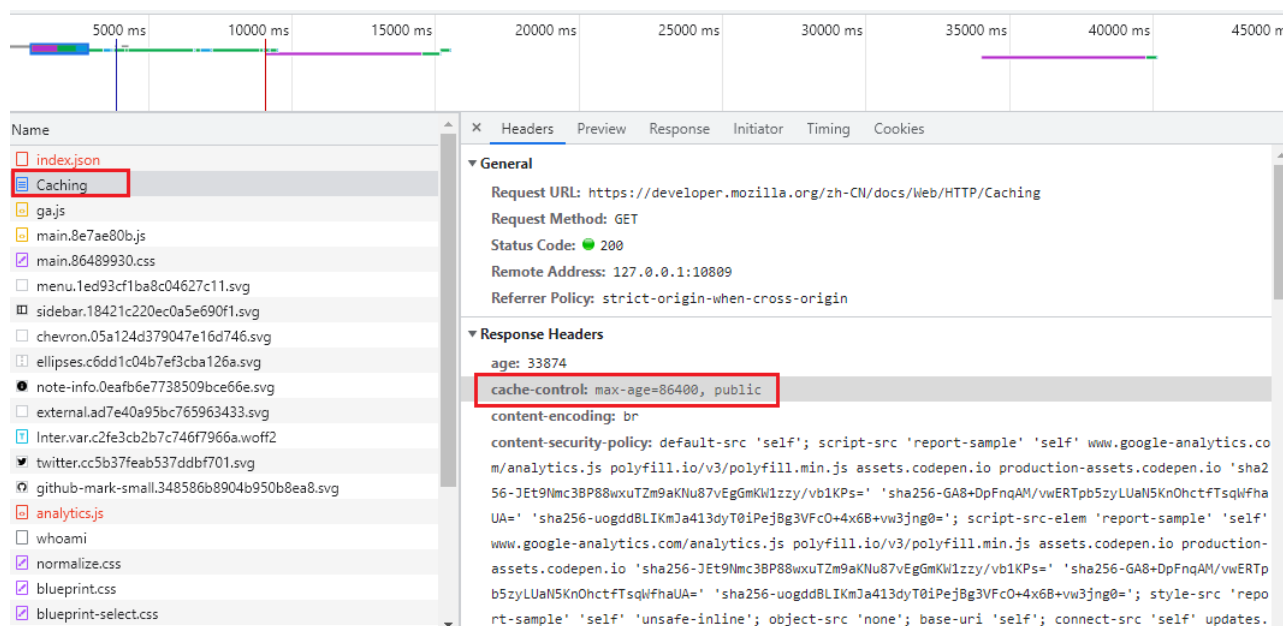 5000 ms 10000 ms 15000 ms 20000 ms 25000 ms 30000 ms 35000 ms 40000 ms 45000 m
Name
index.json
Caching
ga.js
main.8e7ae80b.js
main.86489930.css
menu.1ed93cf1ba8c04627c11.svg
sidebar.18421c220ec0a5e690f1.svg
chevron.05a124d379047e16d746.svg
ellipses.c6dd1c04b7ef3cba126a.svg
note-info.0eafb6e7738509bce66e.svg
external.ad7e40a95bc765963433.svg
Inter.var.c2fe3cb2b7c746f7966a.woff2
twitter.cc5b37feab537ddbf701.svg
github-mark-small.348586b8904b950b8ea8.svg
analytics.js
whoami
normalize.css
blueprint.css
blueprint-select.css
× Headers Preview Response Initiator Timing Cookies
General
Request URL: https://developer.mozilla.org/zh-CN/docs/Web/HTTP/Caching
Request Method: GET
Status Code: 200
Remote Address: 127.0.0.1:10809
Referrer Policy: strict-origin-when-cross-origin
Response Headers
age: 33874
cache-control: max-age=86400, public
content-encoding: br
content-security-policy: default-src 'self'; script-src 'report-sample' 'self' www.google-analytics.co
m/analytics.js polyfill.io/v3/polyfill.min.js assets.codepen.io production-assets.codepen.io 'sha2
56-JEt9Nmc3BP88wxuTZm9aKNu87vEgGmKW1zzy/vb1KPs=' 'sha256-GA8+DpFnqAM/vwERTpb5zyLUaN5KnOhctfTsqWfha
UA=' 'sha256-uogddBLIKmJa413dyT0iPejBg3VFcO+4x6B+vw3jng0='; script-src-elem 'report-sample' 'self'
www.google-analytics.com/analytics.js polyfill.io/v3/polyfill.min.js assets.codepen.io production-
assets.codepen.io 'sha256-JEt9Nmc3BP88wxuTZm9aKNu87vEgGmKW1zzy/vb1KPs=' 'sha256-GA8+DpFnqAM/vwERTp
b5zyLUaN5KnOhctfTsqWfhaUA=' 'sha256-uogddBLIKmJa413dyT0iPejBg3VFcO+4x6B+vw3jng0='; style-src 'repo
rt-sample' 'self' 'unsafe-inline'; object-src 'none'; base-uri 'self'; connect-src 'self' updates.